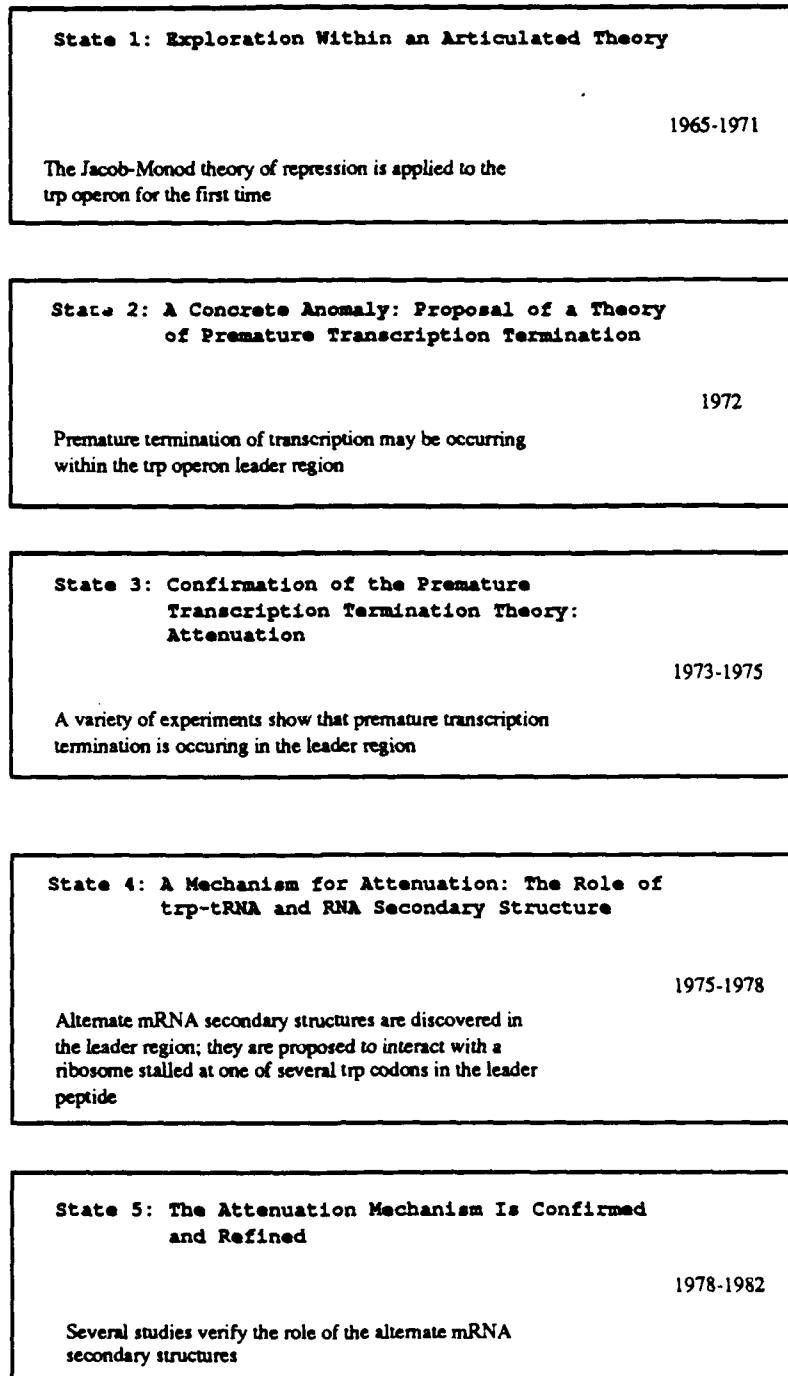 State 1: Exploration Within an Articulated Theory
1965-1971
The Jacob-Monod theory of repression is applied to the
trp operon for the first time
State 2: A Concrete Anomaly: Proposal of a Theory
of Premature Transcription Termination
1972
Premature termination of transcription may be occurring
within the trp operon leader region
State 3: Confirmation of the Premature
Transcription Termination Theory:
Attenuation
1973-1975
A variety of experiments show that premature transcription
termination is occuring in the leader region
State 4: A Mechanism for Attenuation: The Role of
trp-tRNA and RNA Secondary Structure
1975-1978
Alternate mRNA secondary structures are discovered in
the leader region; they are proposed to interact with a
ribosome stalled at one of several trp codons in the leader
peptide
State 5: The Attenuation Mechanism Is Confirmed
and Refined
1978-1982
Several studies verify the role of the alternate mRNA
secondary structures